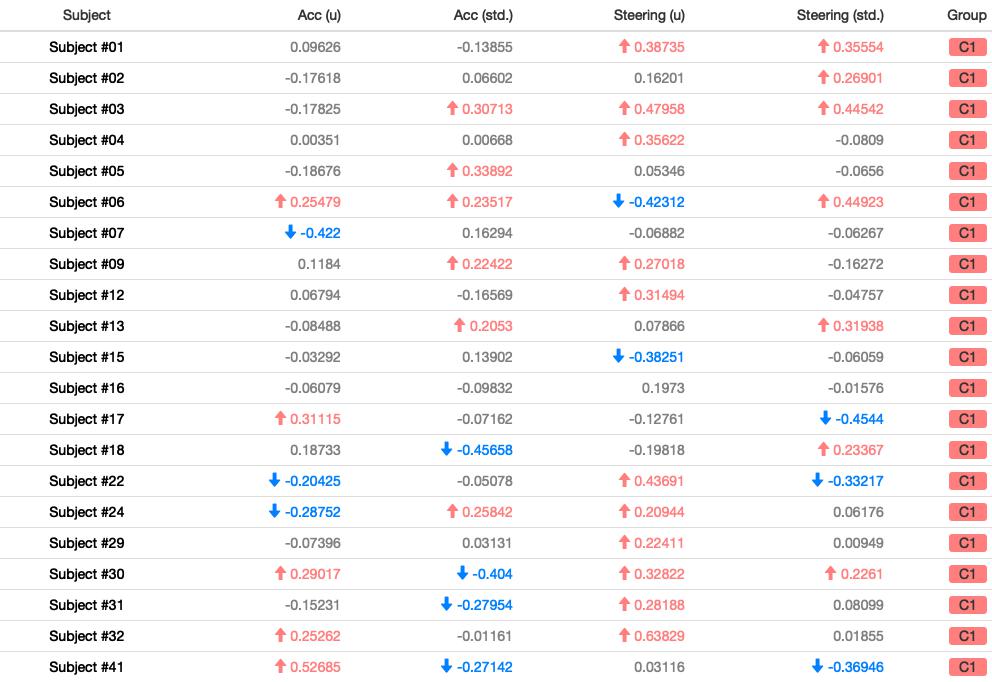 Subject Acc (u) Acc (std.) Steering (u) Steering (std.) Group
Subject #01 0.09626 -0.13855 0.38735 0.35554 C1
Subject #02 -0.17618 0.06602 0.16201 0.26901 C1
Subject #03 -0.17825 0.30713 0.47958 0.44542 C1
Subject #04 0.00351 0.00668 0.35622 -0.0809 C1
Subject #05 -0.18676 0.33892 0.05346 -0.0656 C1
Subject #06 0.25479 0.23517 -0.42312 0.44923 C1
Subject #07 -0.422 0.16294 -0.06882 -0.06267 C1
Subject #09 0.1184 0.22422 0.27018 -0.16272 C1
Subject #12 0.06794 -0.16569 0.31494 -0.04757 C1
Subject #13 -0.08488 0.2053 0.07866 0.31938 C1
Subject #15 -0.03292 0.13902 -0.38251 -0.06059 C1
Subject #16 -0.06079 -0.09832 0.1973 -0.01576 C1
Subject #17 0.31115 -0.07162 -0.12761 -0.4544 C1
Subject #18 0.18733 -0.45658 -0.19818 0.23367 C1
Subject #22 -0.20425 -0.05078 0.43691 -0.33217 C1
Subject #24 -0.28752 0.25842 0.20944 0.06176 C1
Subject #29 -0.07396 0.03131 0.22411 0.00949 C1
Subject #30 0.29017 -0.404 0.32822 0.2261 C1
Subject #31 -0.15231 -0.27954 0.28188 0.08099 C1
Subject #32 0.25262 -0.01161 0.63829 0.01855 C1
Subject #41 0.52685 -0.27142 0.03116 -0.36946 C1